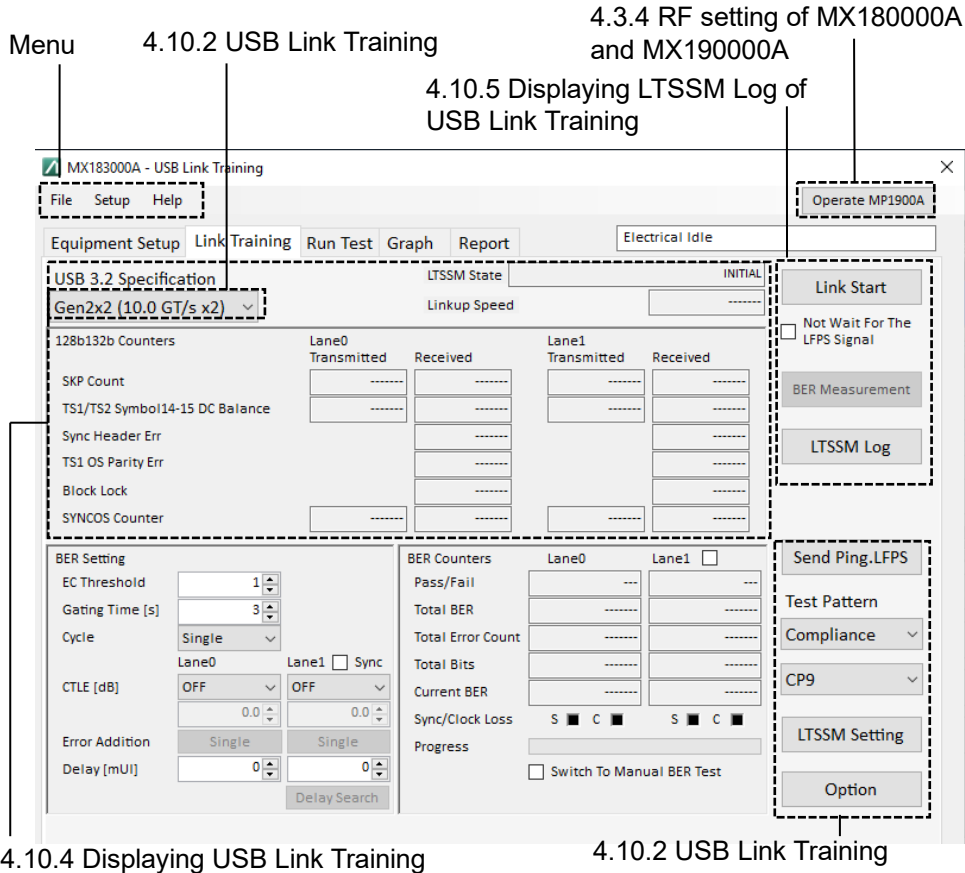 4.3.4 RF setting of MX180000A
and MX190000A
Menu
4.10.2 USB Link Training
4.10.5 Displaying LTSSM Log of
USB Link Training
MX183000A - USB Link Training
File Setup Help
Operate MP1900A
Equipment Setup Link Training Run Test Graph Report
Electrical Idle
USB 3.2 Specification
LTSSM State INITIAL
Gen2x2 (10.0 GT/s x2)
Linkup Speed -------
Link Start
Not Wait For The
LFPS Signal
BER Measurement
LTSSM Log
128b132b Counters
Lane0 Lane1
Transmitted Received Transmitted Received
SKP Count ------- ------- ------- -------
TS1/TS2 Symbol14-15 DC Balance ------- ------- ------- -------
Sync Header Err ------- -------
TS1 OS Parity Err ------- -------
Block Lock ------- -------
SYNCOS Counter ------- ------- ------- -------
BER Setting
EC Threshold 1
Gating Time [s] 3
Cycle Single
Lane0 Lane1 Sync
CTLE [dB] OFF OFF
0.0 0.0
Error Addition Single Single
Delay [mUI] 0 0
Delay Search
BER Counters Lane0 Lane1
Pass/Fail --- ---
Total BER ------- -------
Total Error Count ------- -------
Total Bits ------- -------
Current BER ------- -------
Sync/Clock Loss S C S C
Progress
Switch To Manual BER Test
Send Ping.LFPS
Test Pattern
Compliance
CP9
LTSSM Setting
Option
4.10.4 Displaying USB Link Training
4.10.2 USB Link Training